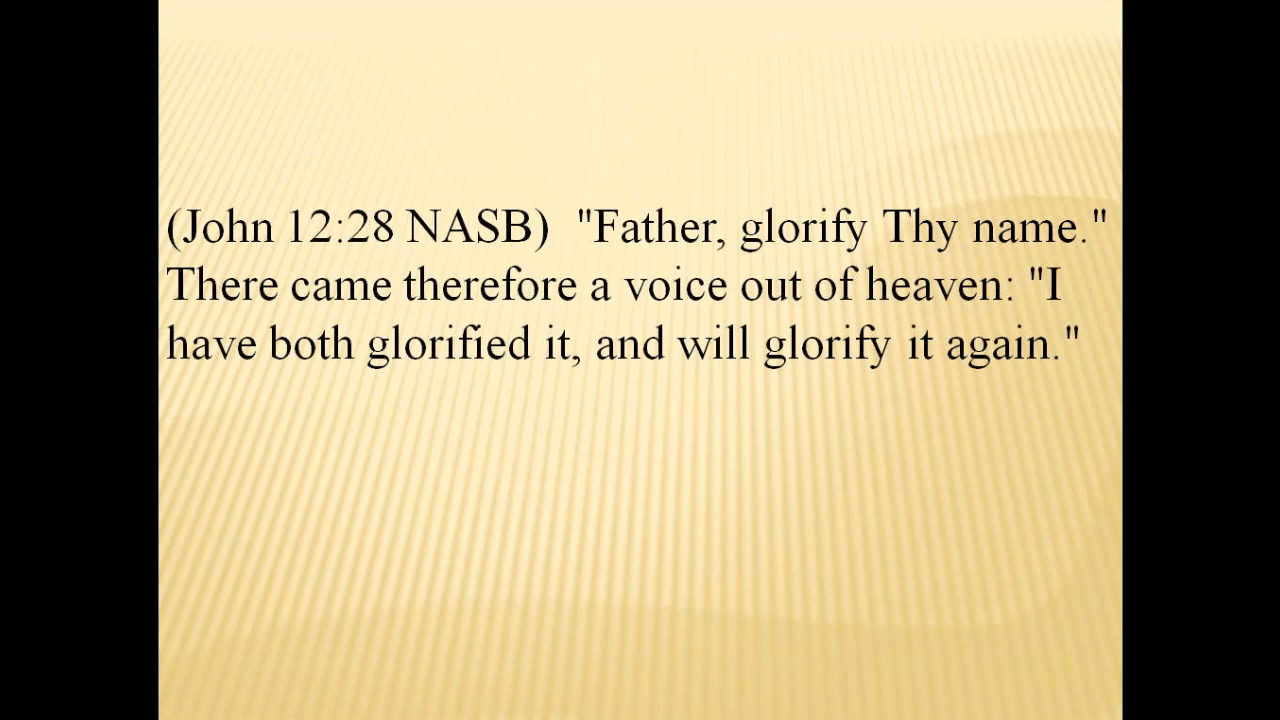 (John 12:28 NASB)  "Father, glorify Thy name."
There came therefore a voice out of heaven: "I
have both glorified it, and will glorify it again."